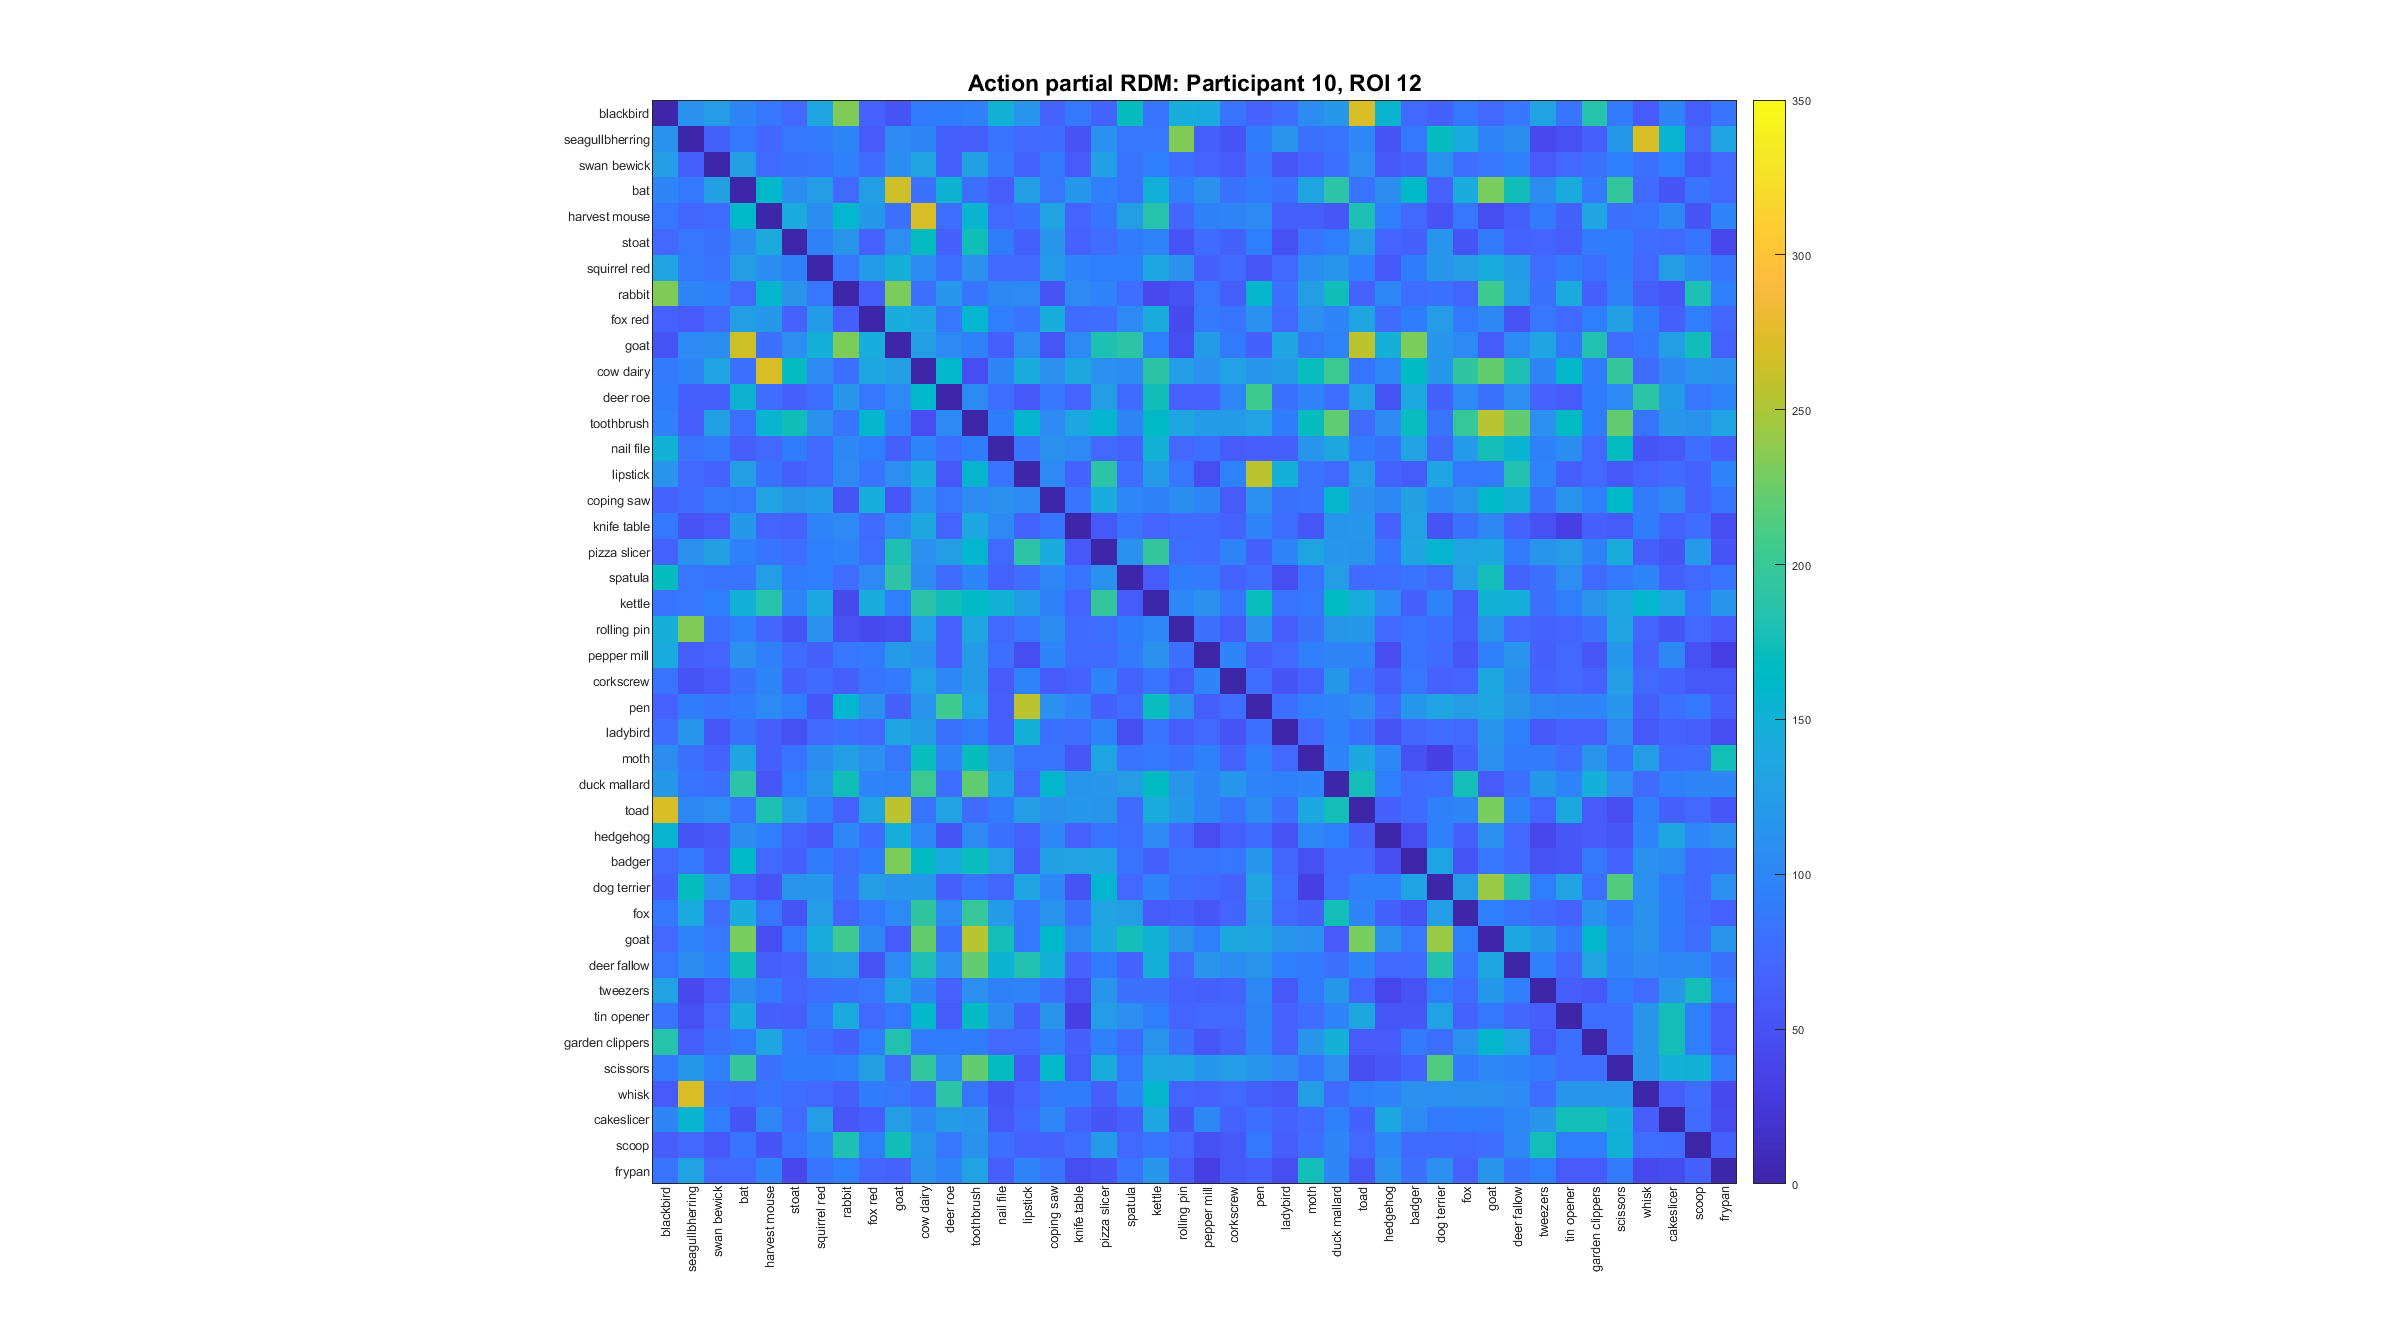 Action partial RDM: Participant 10, ROI 12
blackbird
seagullbherring
swan bewick
bat
harvest mouse
stoat
squirrel red
rabbit
fox red
goat
cow dairy
deer roe
toothbrush
nail file
lipstick
coping saw
knife table
pizza slicer
spatula
kettle
rolling pin
pepper mill
corkscrew
pen
ladybird
moth
duck mallard
toad
hedgehog
badger
dog terrier
fox
goat
deer fallow
tweezers
tin opener
garden clippers
scissors
whisk
cakeslicer
scoop
frypan
blackbird
seagullbherring
swan bewick
bat
harvest mouse
stoat
squirrel red
rabbit
fox red
goat
cow dairy
deer roe
toothbrush
nail file
lipstick
coping saw
knife table
pizza slicer
spatula
kettle
rolling pin
pepper mill
corkscrew
pen
ladybird
moth
duck mallard
toad
hedgehog
badger
dog terrier
fox
goat
deer fallow
tweezers
tin opener
garden clippers
scissors
whisk
cakeslicer
scoop
frypan
350
300
250
200
150
100
50
0